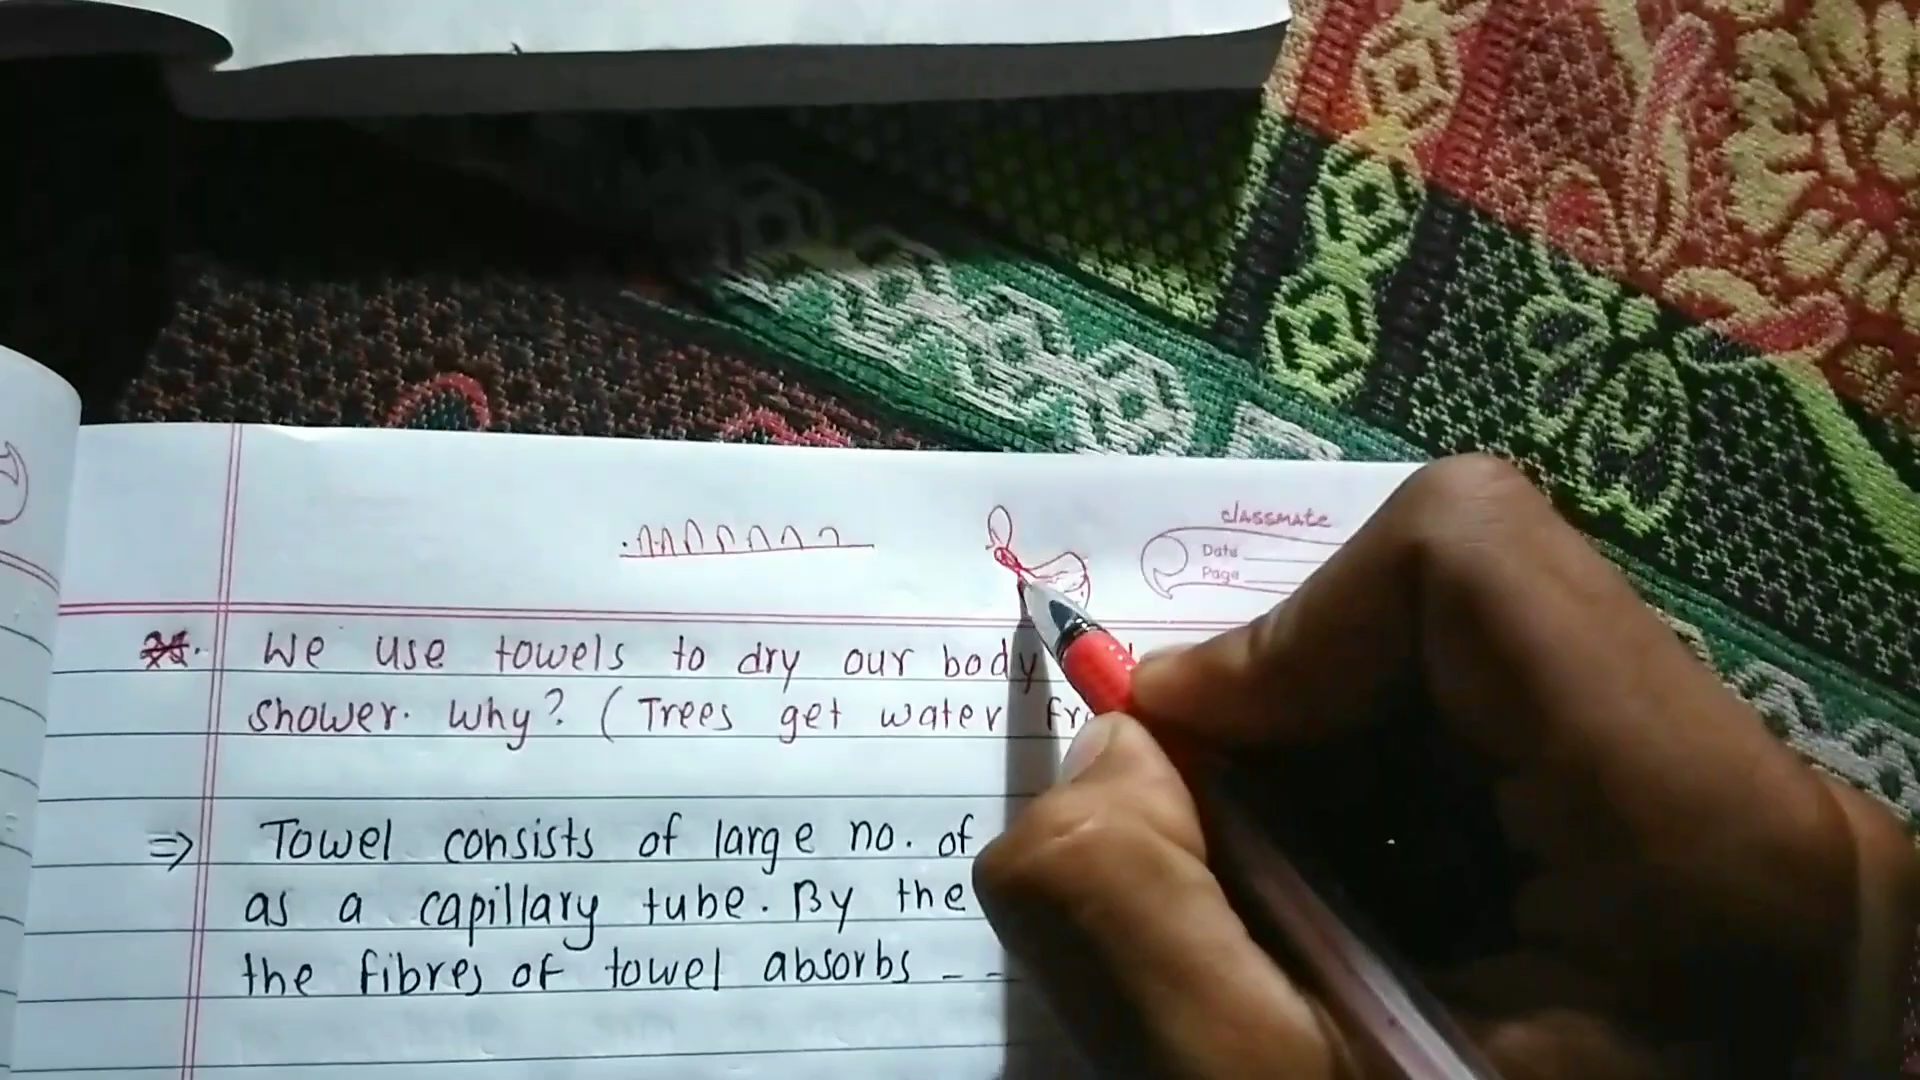 classmate
Date
Page
We use towels to dry our body
shower. Why? (Trees get water
⇒ Towel consists of large no. of
as a capillary tube. By the
the fibres of towel absorbs - -